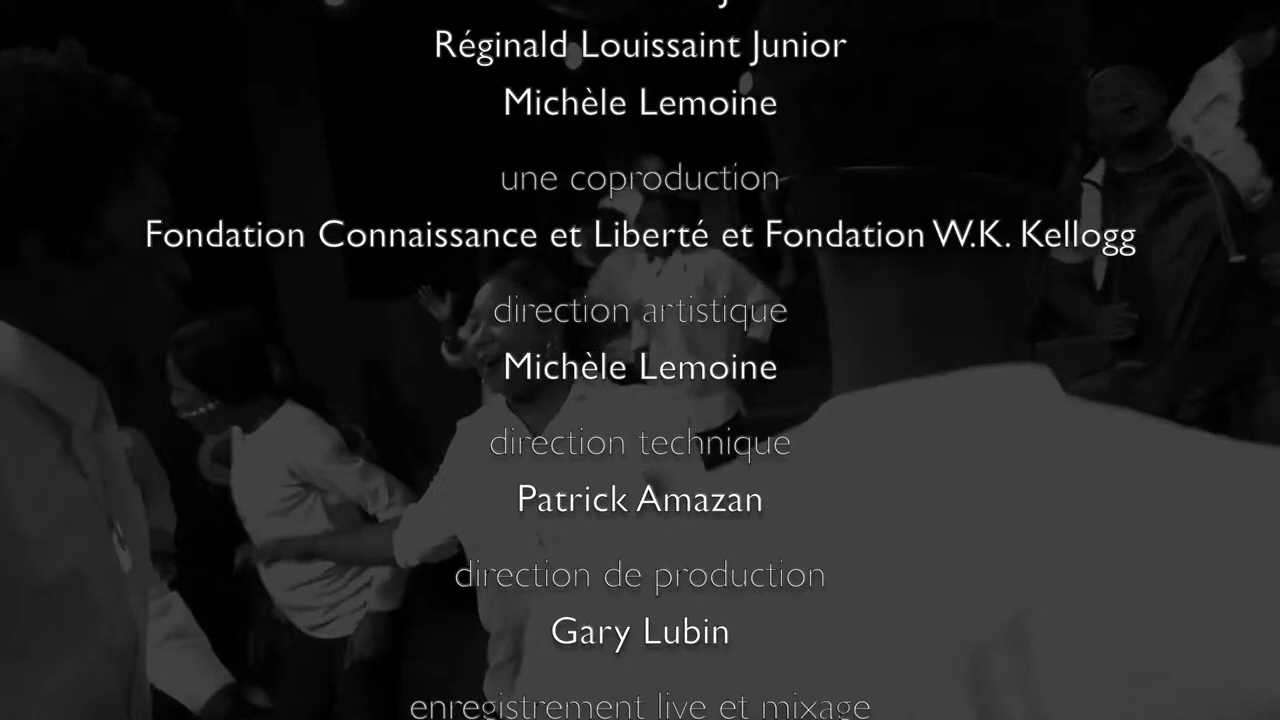 Réginald Louissaint Junior
Michèle Lemoine
une coproduction
Fondation Connaissance et Liberté et Fondation W.K. Kellogg
direction artistique
Michèle Lemoine
direction technique
Patrick Amazan
direction de production
Gary Lubin
enregistrement live et mixage